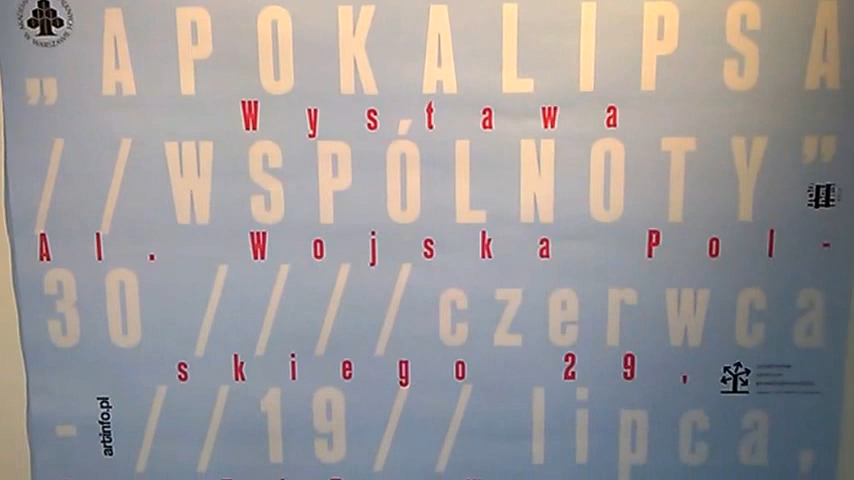 „APOKALIPSA
Wystawa
//WSPÓLNOTY”
Al. Wojska Pol-
30////czerwca
skiego 29,
artinfo.pl
-//19//lipca,